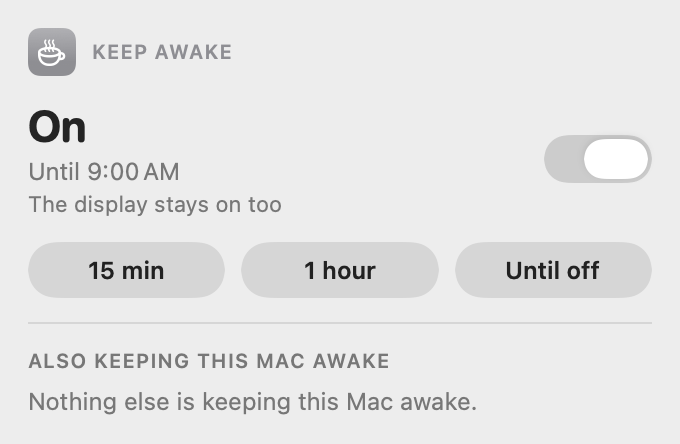 KEEP AWAKE
On
Until 9:00 AM
The display stays on too
15 min
1 hour
Until off
ALSO KEEPING THIS MAC AWAKE
Nothing else is keeping this Mac awake.